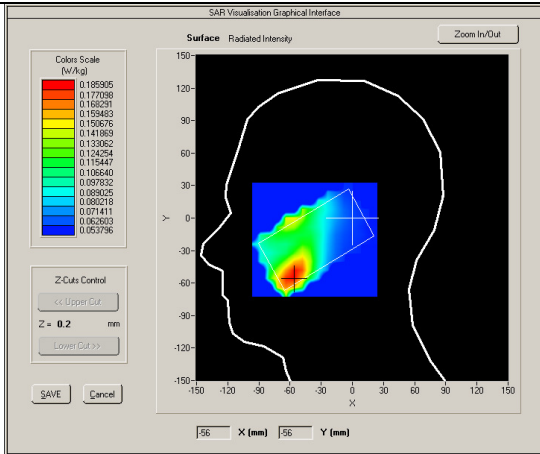 SAR Visualisation Graphical Interface
Surface Radiated Intensity
Zoom In/Out
Colors Scale
(W/kg)
0.185905
0.177098
0.168291
0.159483
0.150676
0.141869
0.133062
0.124254
0.115447
0.106640
0.097832
0.089025
0.080218
0.071411
0.062603
0.053796
Z-Cuts Control
<< Upper Cut
Z = 0.2 mm
Lower Cut >>
SAVE Cancel
150
120
90
60
30
0
-30
-60
-90
-120
-150
Y
-150 -120 -90 -60 -30 0 30 60 90 120 150
X
-56 X (mm) -56 Y (mm)